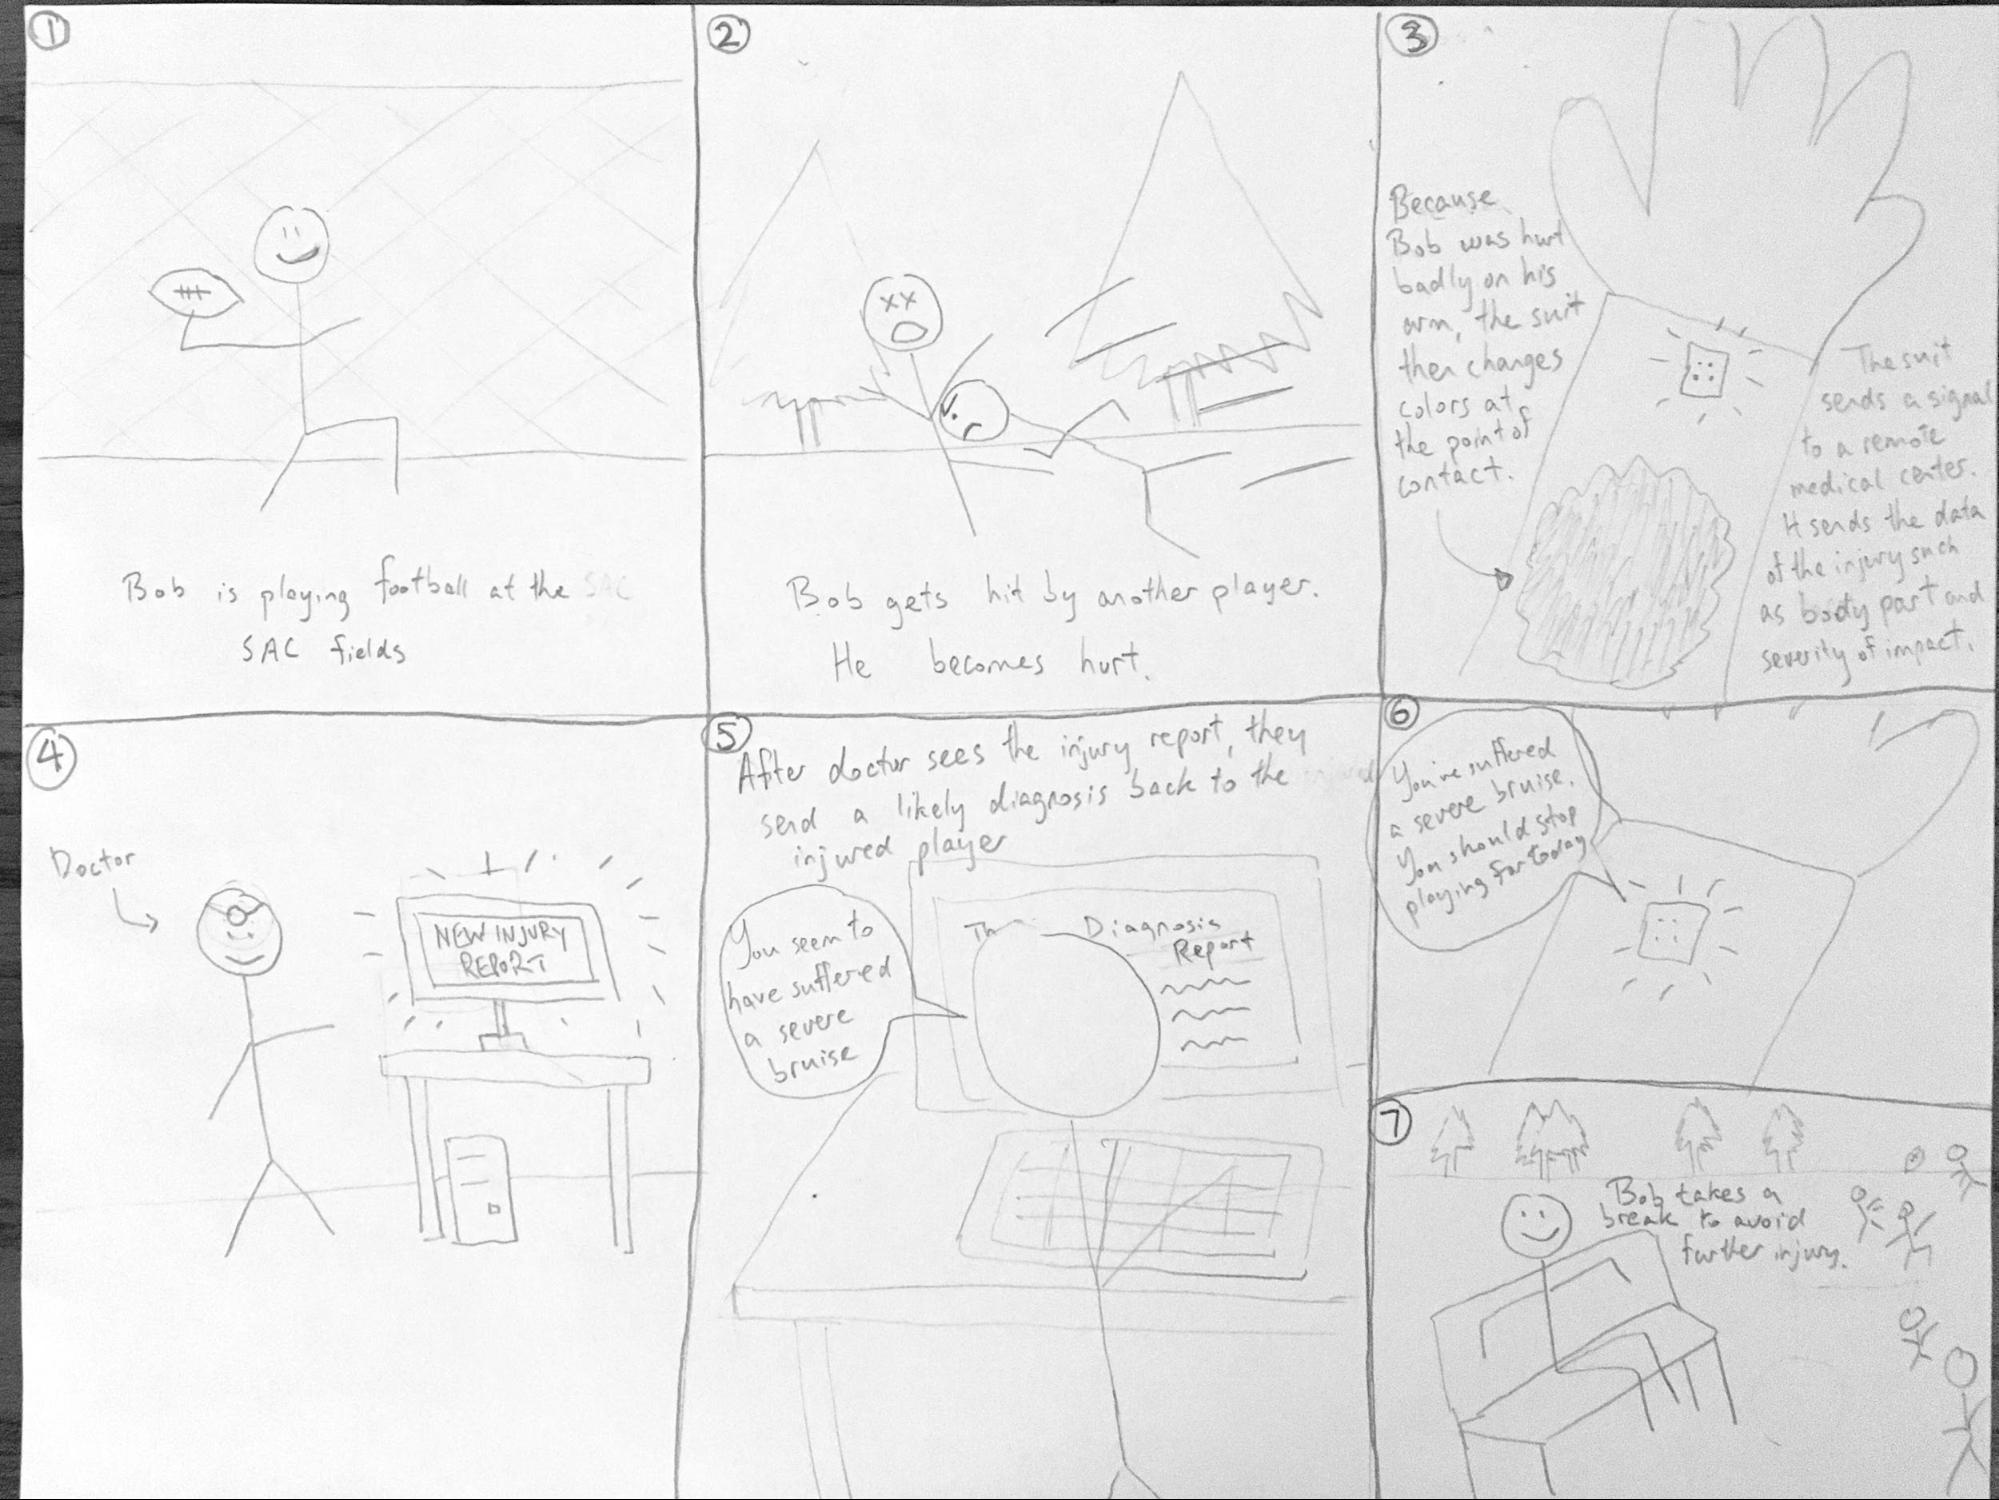 1
Bob is playing football at the SAC
SAC fields
2
Bob gets hit by another player.
He becomes hurt.
3
Because
Bob was hurt
badly on his
arm, the suit
then changes
colors at
the point of
contact.
The suit
sends a signal
to a remote
medical center.
It sends the data
of the injury such
as body part and
severity of impact.
4
Doctor
NEW INJURY
REPORT
5
After doctor sees the injury report, they
send a likely diagnosis back to the injured
injured player
You seem to
have suffered
a severe
bruise
Th
Diagnosis
Report
6
You've suffered
a severe bruise.
You should stop
playing for today
7
Bob takes a
break to avoid
further injury.